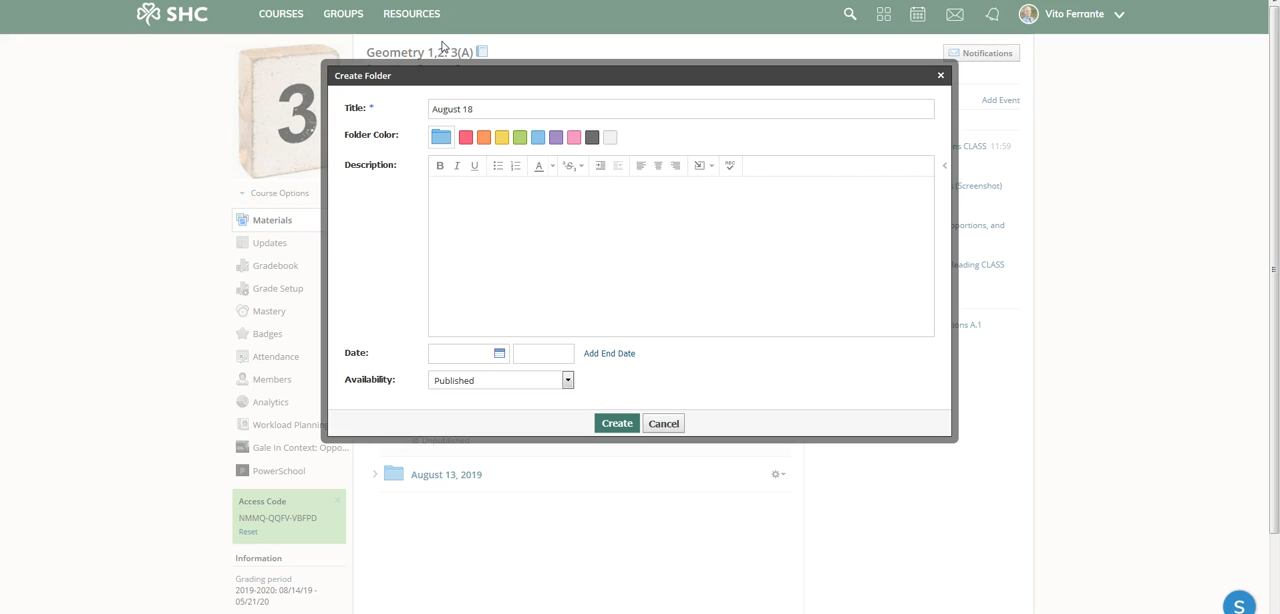 SHC
COURSES GROUPS RESOURCES
Vito Ferrante
Geometry 1,2: 3(A)
Notifications
Create Folder
Add Event
Title: *
August 18
Folder Color:
Description:
B I U
ABC
CLASS 11:59
(Screenshot)
and
CLASS
A.1
Course Options
Materials
Updates
Gradebook
Grade Setup
Mastery
Badges
Attendance
Members
Analytics
Workload Planning
Gale In Context: Oppo...
PowerSchool
Date:
Add End Date
Availability:
Published
Create Cancel
Unpublished
August 13, 2019
Access Code
NMMQ-QQFV-VBFPD
Reset
Information
Grading period
2019-2020: 08/14/19 -
05/21/20
3
S